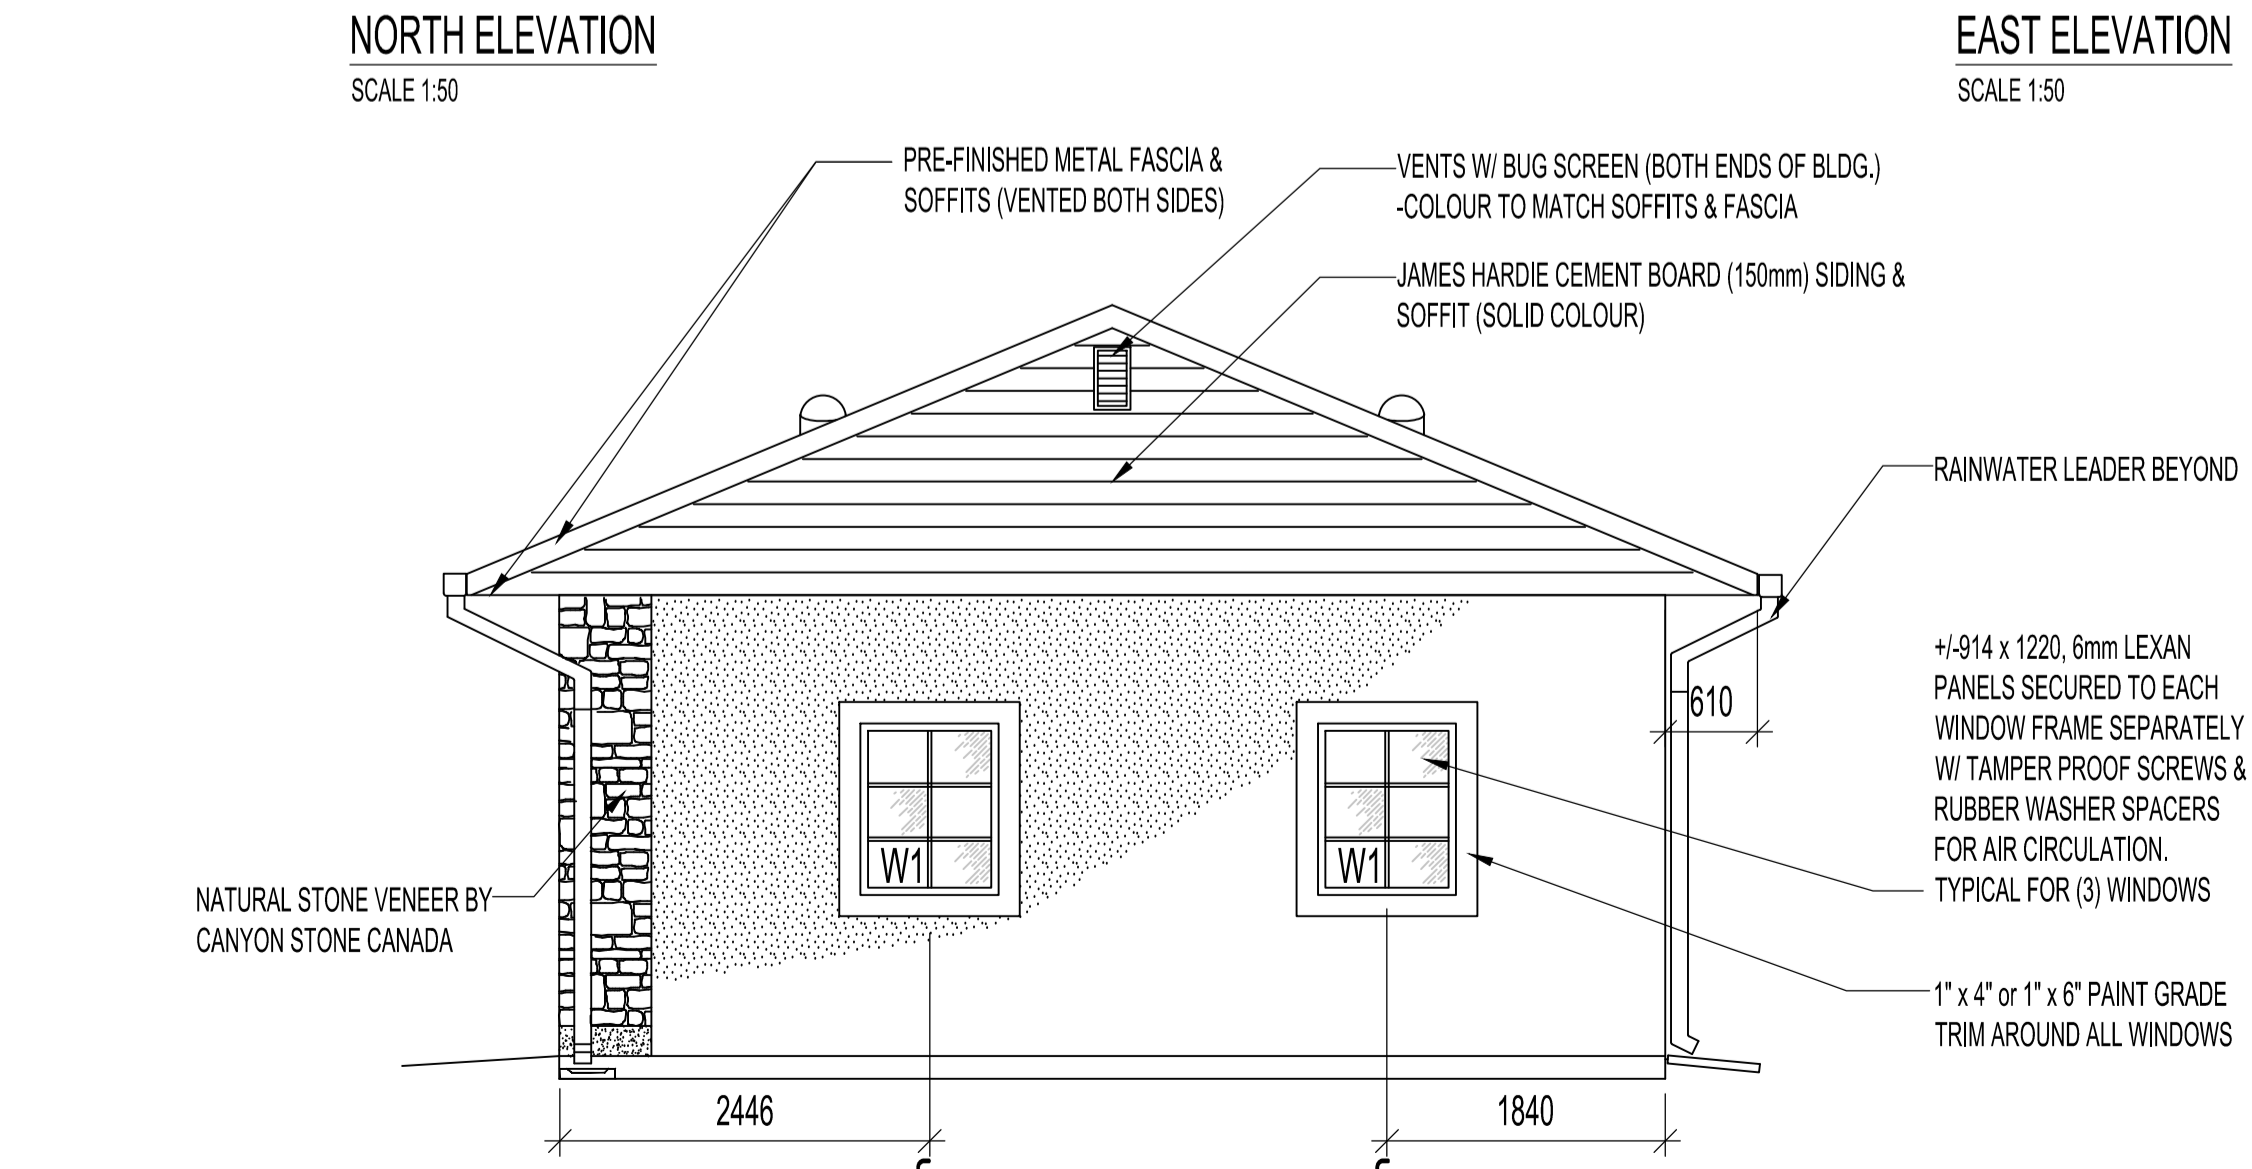 NORTH ELEVATION
SCALE 1:50
EAST ELEVATION
SCALE 1:50
PRE-FINISHED METAL FASCIA &
SOFFITS (VENTED BOTH SIDES)
VENTS W/ BUG SCREEN (BOTH ENDS OF BLDG.)
-COLOUR TO MATCH SOFFITS & FASCIA
JAMES HARDIE CEMENT BOARD (150mm) SIDING &
SOFFIT (SOLID COLOUR)
RAINWATER LEADER BEYOND
+/-914 x 1220, 6mm LEXAN
PANELS SECURED TO EACH
WINDOW FRAME SEPARATELY
W/ TAMPER PROOF SCREWS &
RUBBER WASHER SPACERS
FOR AIR CIRCULATION.
TYPICAL FOR (3) WINDOWS
610
W1
W1
NATURAL STONE VENEER BY
CANYON STONE CANADA
1" x 4" or 1" x 6" PAINT GRADE
TRIM AROUND ALL WINDOWS
2446
1840